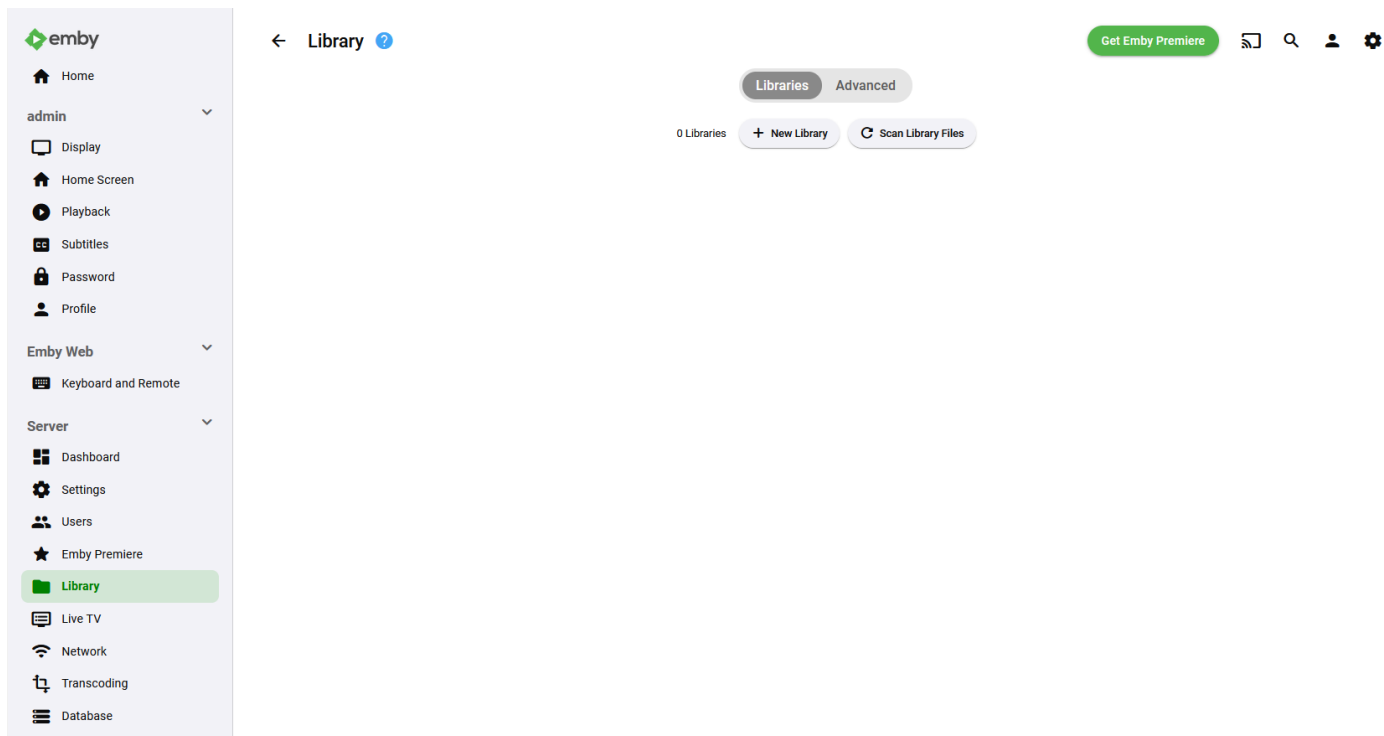 emby
Home
admin
Display
Home Screen
Playback
CC Subtitles
Password
Profile
Emby Web
Keyboard and Remote
Server
Dashboard
Settings
Users
Emby Premiere
Library
Live TV
Network
Transcoding
Database
Library ?
Get Emby Premiere
Libraries Advanced
0 Libraries + New Library Scan Library Files